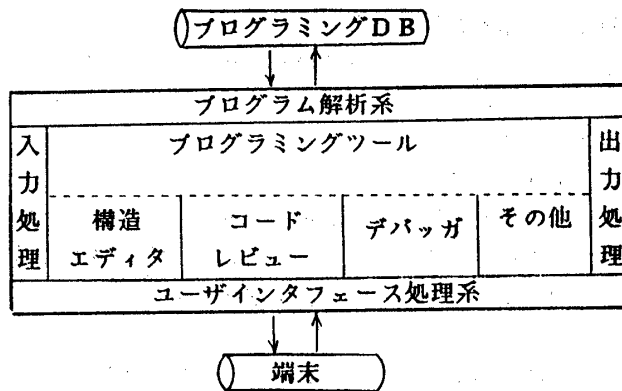 プログラミングDB
プログラム解析系
入力処理
プログラミングツール
出力処理
構造エディタ
コードレビュー
デバッガ
その他
ユーザインタフェース処理系
端末